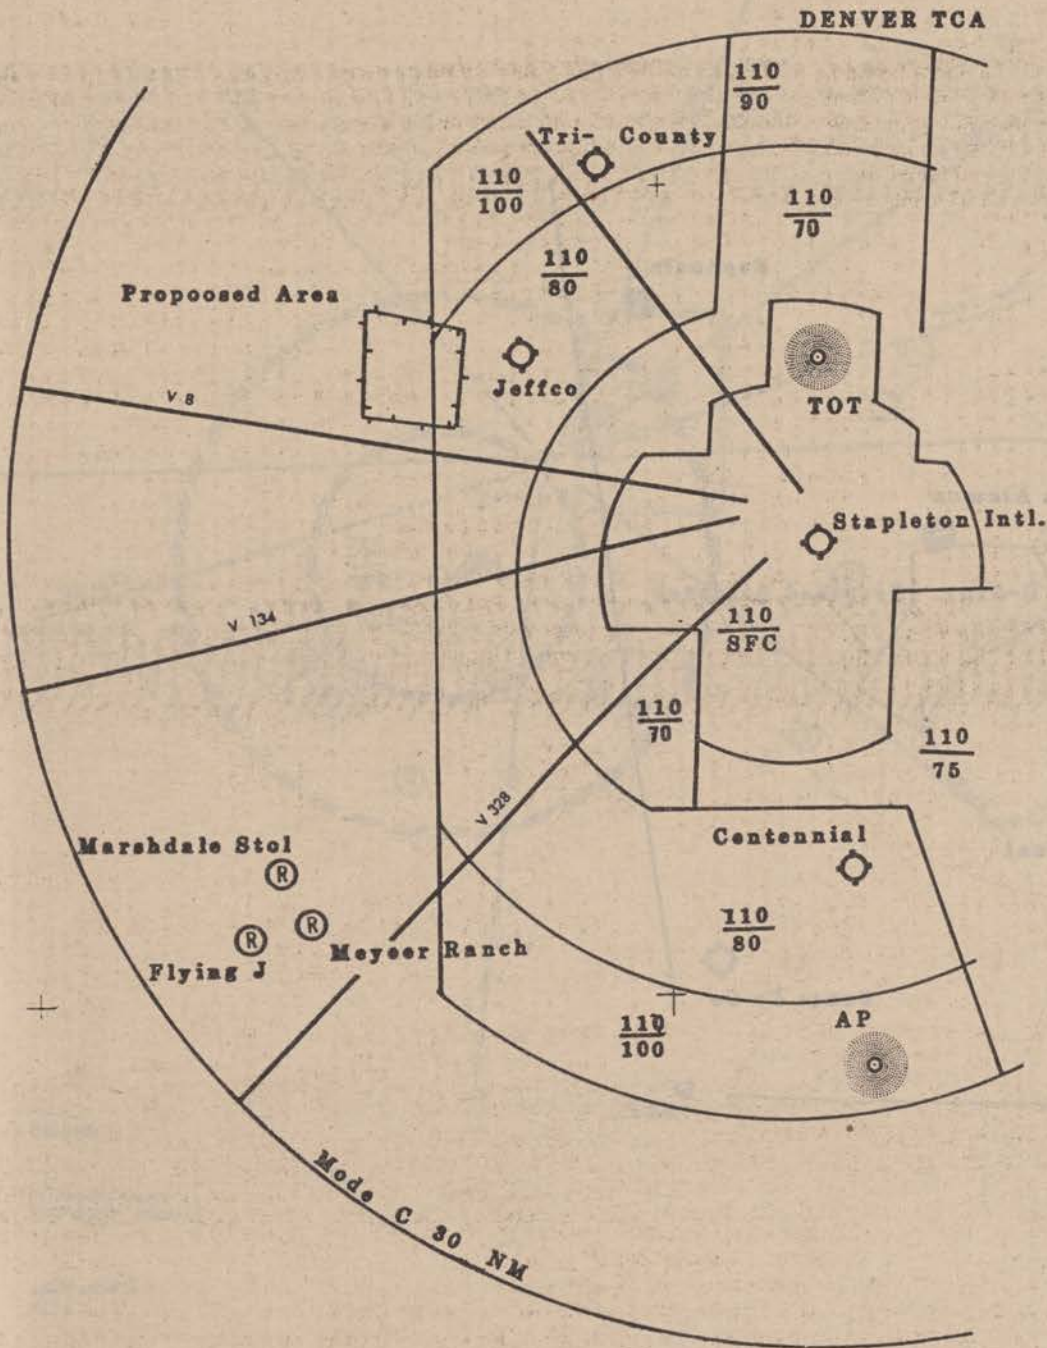 DENVER TCA
110
90
Tri- County
110
100
110
70
110
80
Propoosed Area
Jeffco
V 8
TOT
Stapleton Intl.
V 134
110
SFC
110
70
110
75
V 328
Marshdale Stol
Centennial
R
R
R
110
80
Meyeer Ranch
Flying J
110
100
AP
Mode C 30 NM